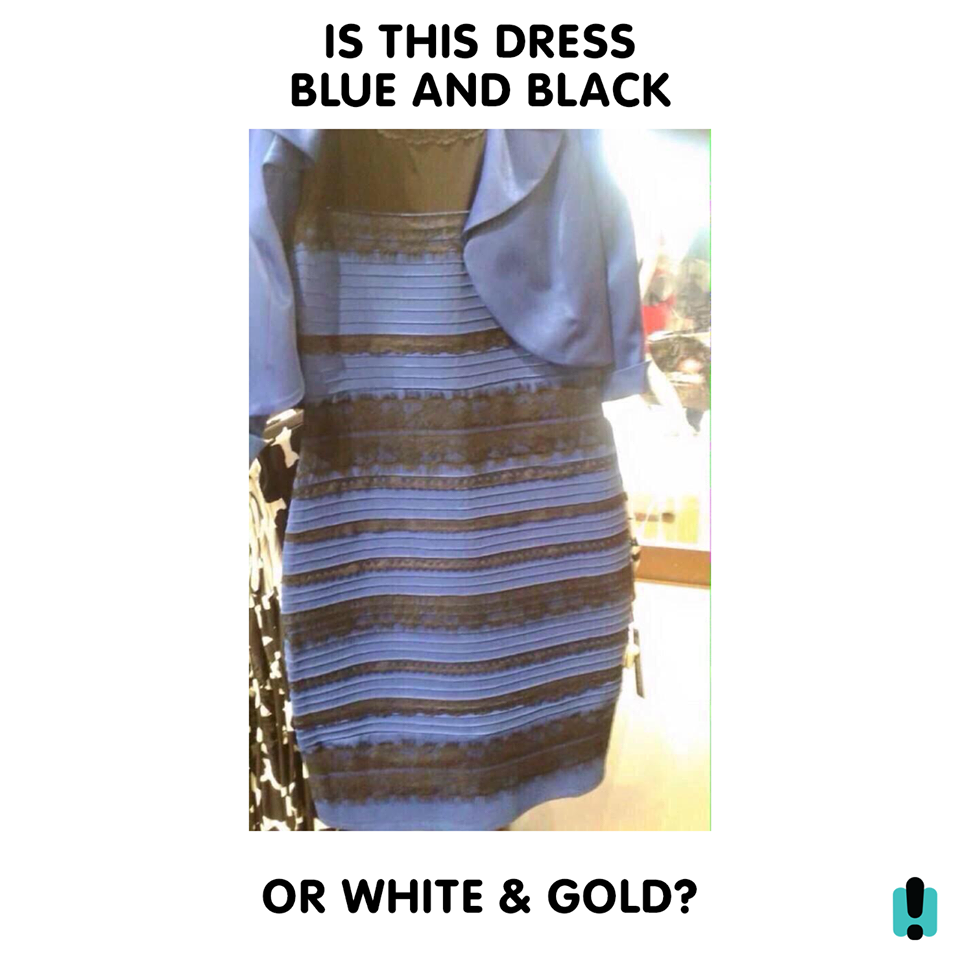 IS THIS DRESS
BLUE AND BLACK
OR WHITE & GOLD?